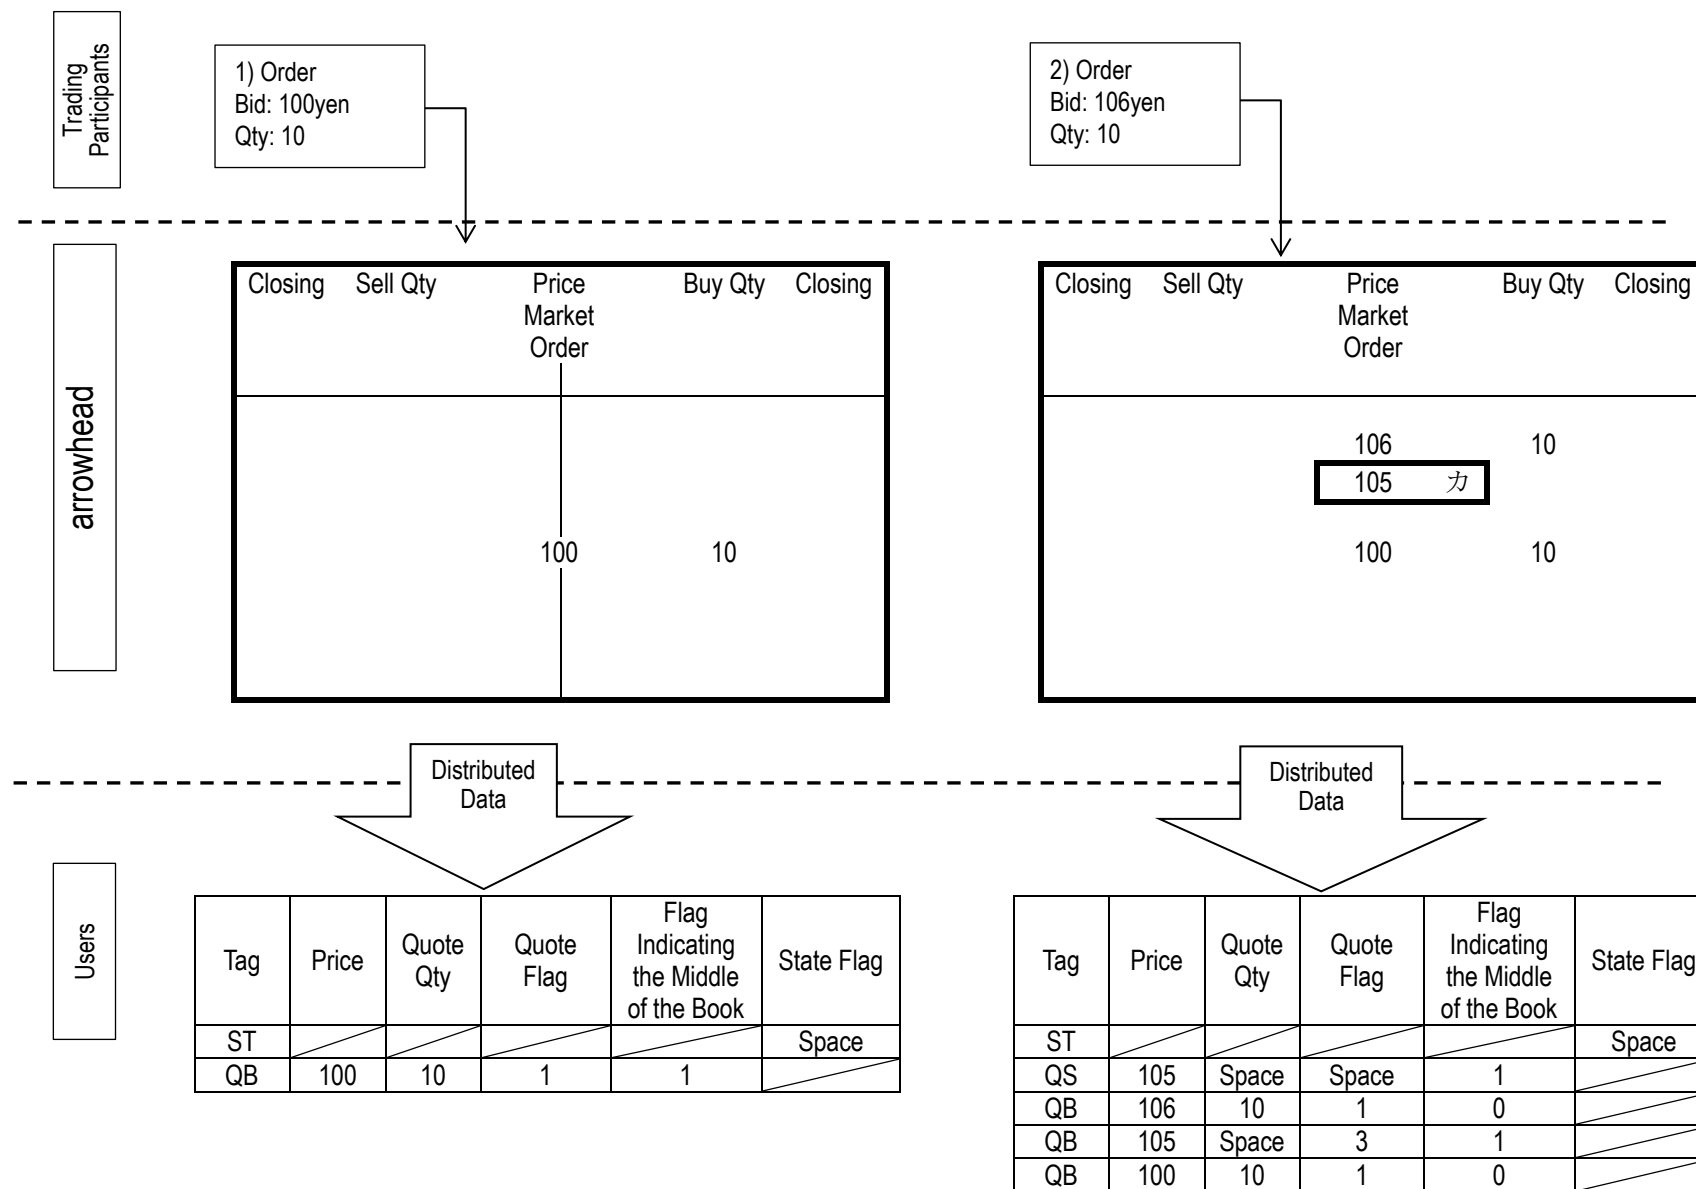 Trading
Participants
1) Order
Bid: 100yen
Qty: 10
2) Order
Bid: 106yen
Qty: 10
arrowhead
Closing Sell Qty Price Buy Qty Closing
Market
Order
100 10
Closing Sell Qty Price Buy Qty Closing
Market
Order
106 10
105 カ
100 10
Distributed
Data
Distributed
Data
Users
Tag Price Quote Qty Quote Flag Flag Indicating the Middle of the Book State Flag
ST Space
QB 100 10 1 1
Tag Price Quote Qty Quote Flag Flag Indicating the Middle of the Book State Flag
ST Space
QS 105 Space Space 1
QB 106 10 1 0
QB 105 Space 3 1
QB 100 10 1 0